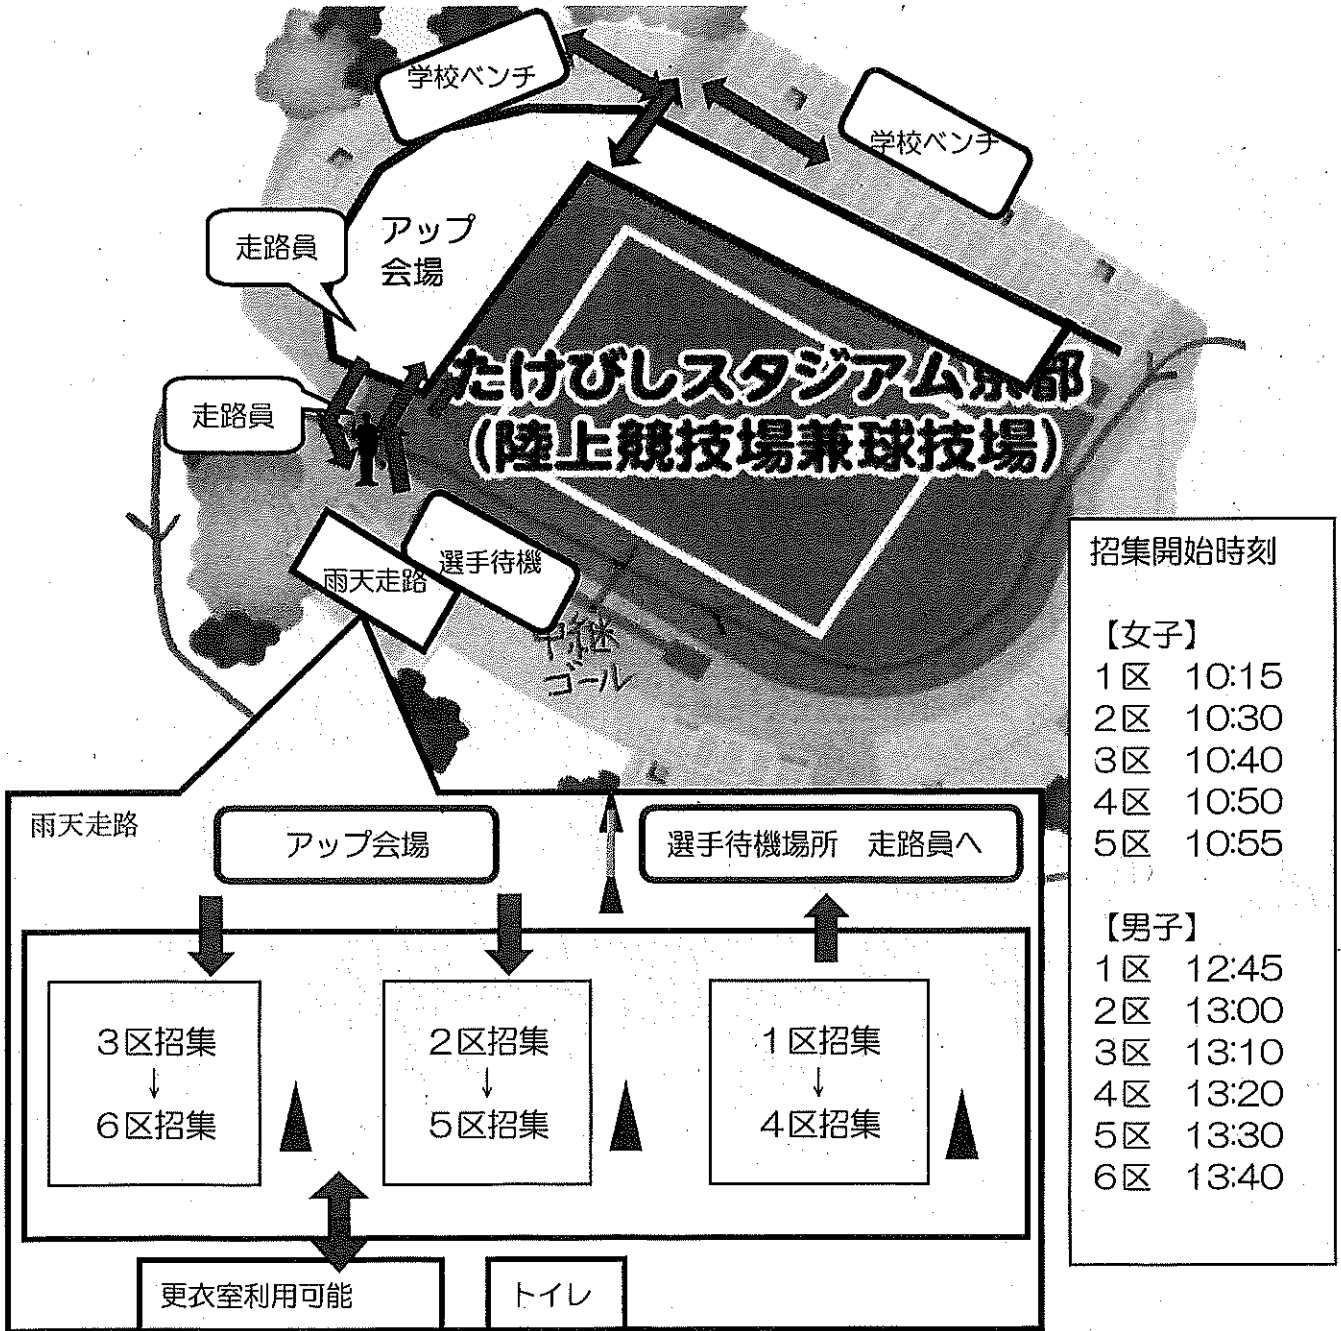 学校ベンチ
学校ベンチ
走路員
アップ
会場
走路員
たけびしスタジアム京都
(陸上競技場兼球技場)
選手待機
雨天走路
中継
ゴール
招集開始時刻
【女子】
1区 10:15
2区 10:30
3区 10:40
4区 10:50
5区 10:55
【男子】
1区 12:45
2区 13:00
3区 13:10
4区 13:20
5区 13:30
6区 13:40
雨天走路
アップ会場
選手待機場所 走路員へ
3区招集
↓
6区招集
2区招集
↓
5区招集
1区招集
↓
4区招集
更衣室利用可能
トイレ